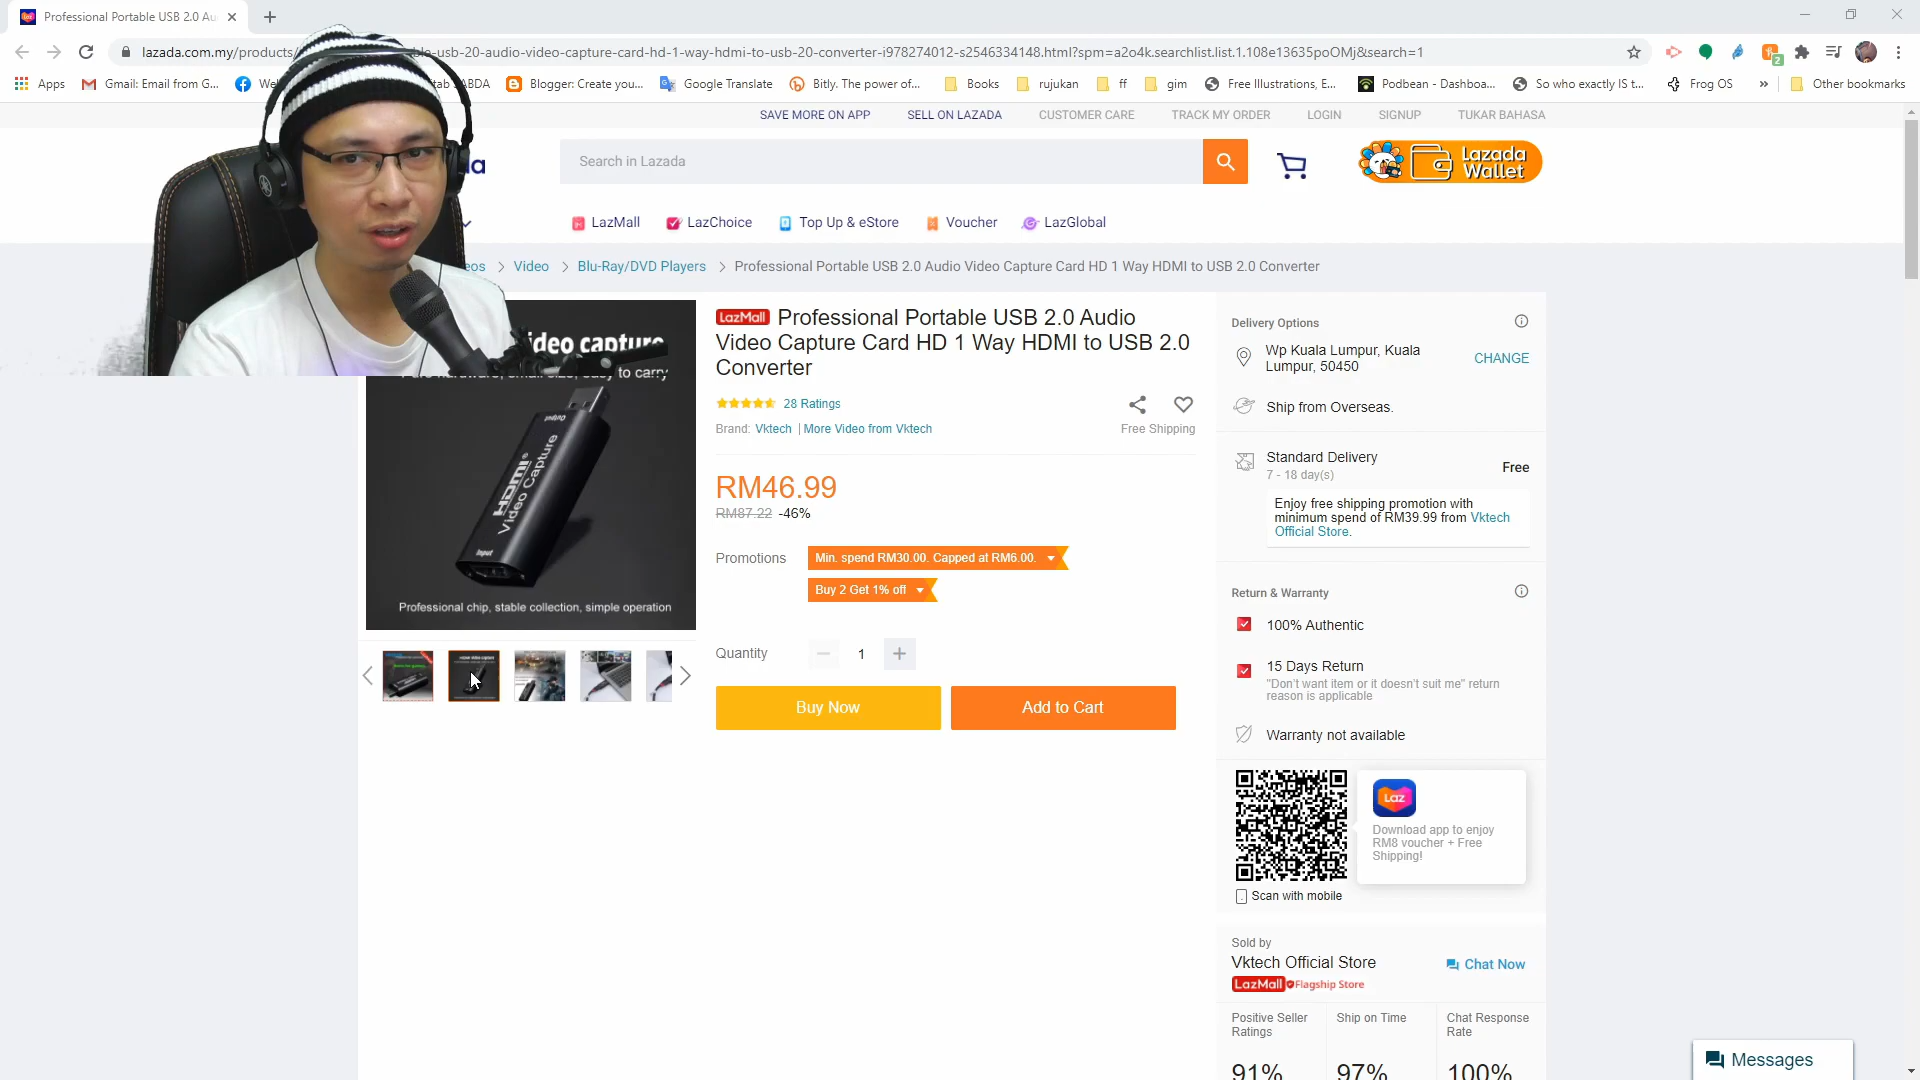 Professional Portable USB 2.0 Au
lazada.com.my/products/
-usb-20-audio-video-capture-card-hd-1-way-hdmi-to-usb-20-converter-i978274012-s2546334148.html?spm=a2o4k.searchlist.list.1.108e13635poOMj&search=1
2
Apps
Gmail: Email from G...
We
tab SABDA
Blogger: Create you...
Google Translate
Bitly. The power of...
Books
rujukan
ff
gim
Free Illustrations, E...
Podbean - Dashboa...
So who exactly IS t...
Frog OS
»
Other bookmarks
SAVE MORE ON APP
SELL ON LAZADA
CUSTOMER CARE
TRACK MY ORDER
LOGIN
SIGNUP
TUKAR BAHASA
da
Search in Lazada
Lazada
Wallet
LazMall
LazChoice
Top Up & eStore
Voucher
LazGlobal
eos > Video > Blu-Ray/DVD Players > Professional Portable USB 2.0 Audio Video Capture Card HD 1 Way HDMI to USB 2.0 Converter
ideo capture
to carry
Output
HDMI
Video Capture
Input
Professional chip, stable collection, simple operation
LazMall Professional Portable USB 2.0 Audio
Video Capture Card HD 1 Way HDMI to USB 2.0
Converter
28 Ratings
Brand: Vktech | More Video from Vktech
Free Shipping
RM46.99
RM87.22 -46%
Promotions
Min. spend RM30.00. Capped at RM6.00.
Buy 2 Get 1% off
Quantity
1
Buy Now
Add to Cart
Delivery Options
Wp Kuala Lumpur, Kuala
Lumpur, 50450
CHANGE
Ship from Overseas.
Standard Delivery
7 - 18 day(s)
Free
Enjoy free shipping promotion with
minimum spend of RM39.99 from Vktech
Official Store.
Return & Warranty
100% Authentic
15 Days Return
"Don't want item or it doesn't suit me" return
reason is applicable
Warranty not available
Laz
Download app to enjoy
RM8 voucher + Free
Shipping!
Scan with mobile
Sold by
Vktech Official Store
Chat Now
LazMall Flagship Store
Positive Seller
Ratings
Ship on Time
Chat Response
Rate
91%
97%
100%
Messages